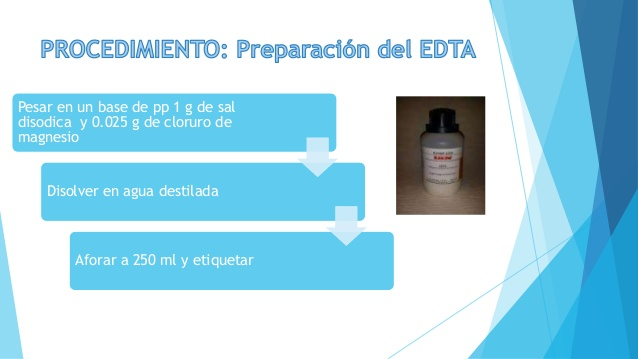 PROCEDIMIENTO: Preparación del EDTA
Pesar en un base de pp 1 g de sal
disodica y 0.025 g de cloruro de
magnesio
Disolver en agua destilada
Aforar a 250 ml y etiquetar